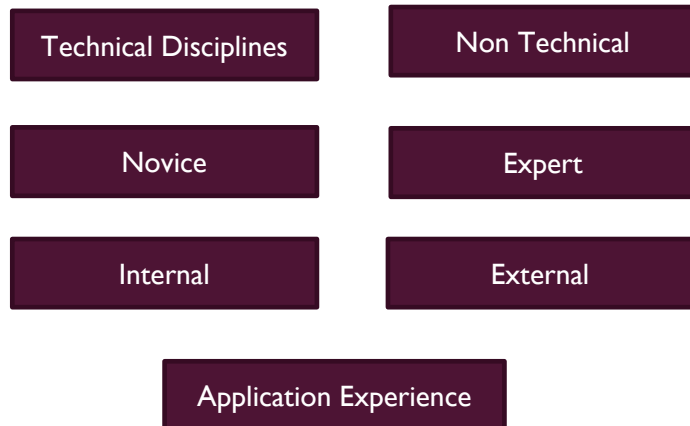 Technical Disciplines
Non Technical
Novice
Expert
Internal
External
Application Experience